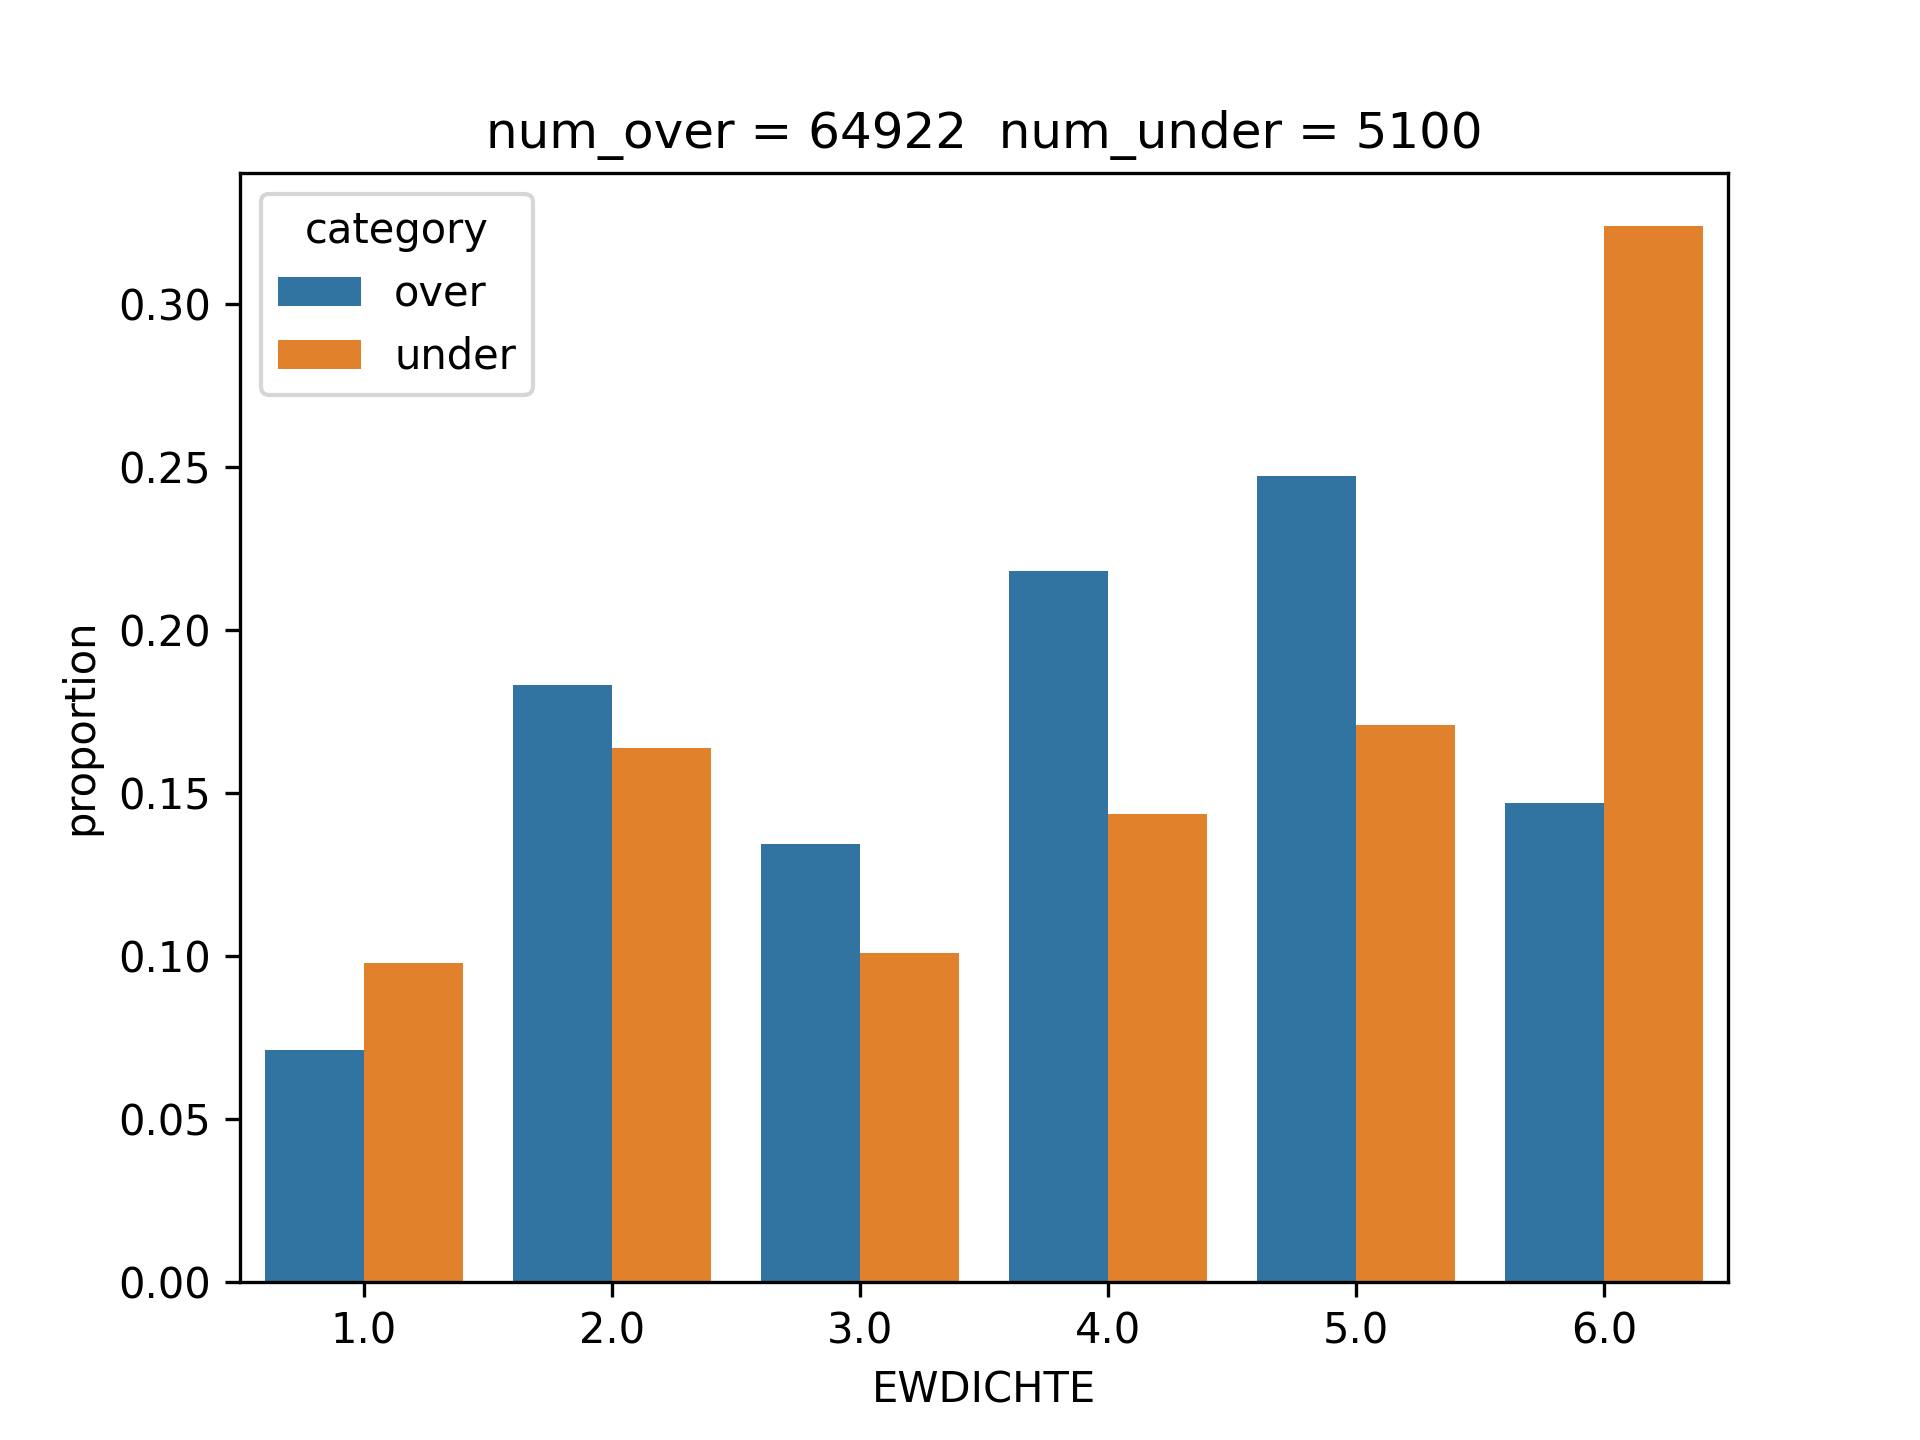 num_over = 64922  num_under = 5100
category
over
under
0.30
0.25
0.20
0.15
0.10
0.05
0.00
proportion
1.0 2.0 3.0 4.0 5.0 6.0
EWDICHTE